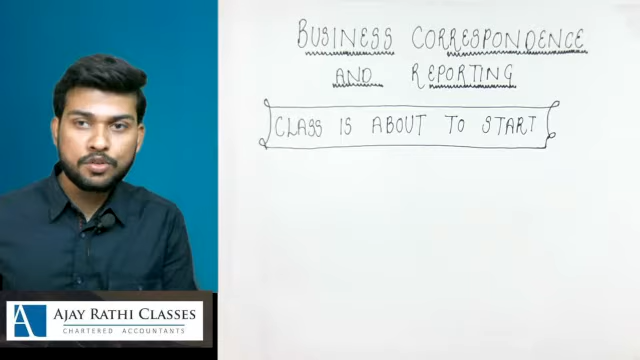 BUSINESS CORRESPONDENCE
AND REPORTING
CLASS IS ABOUT TO START
AJAY RATHI CLASSES
CHARTERED ACCOUNTANTS